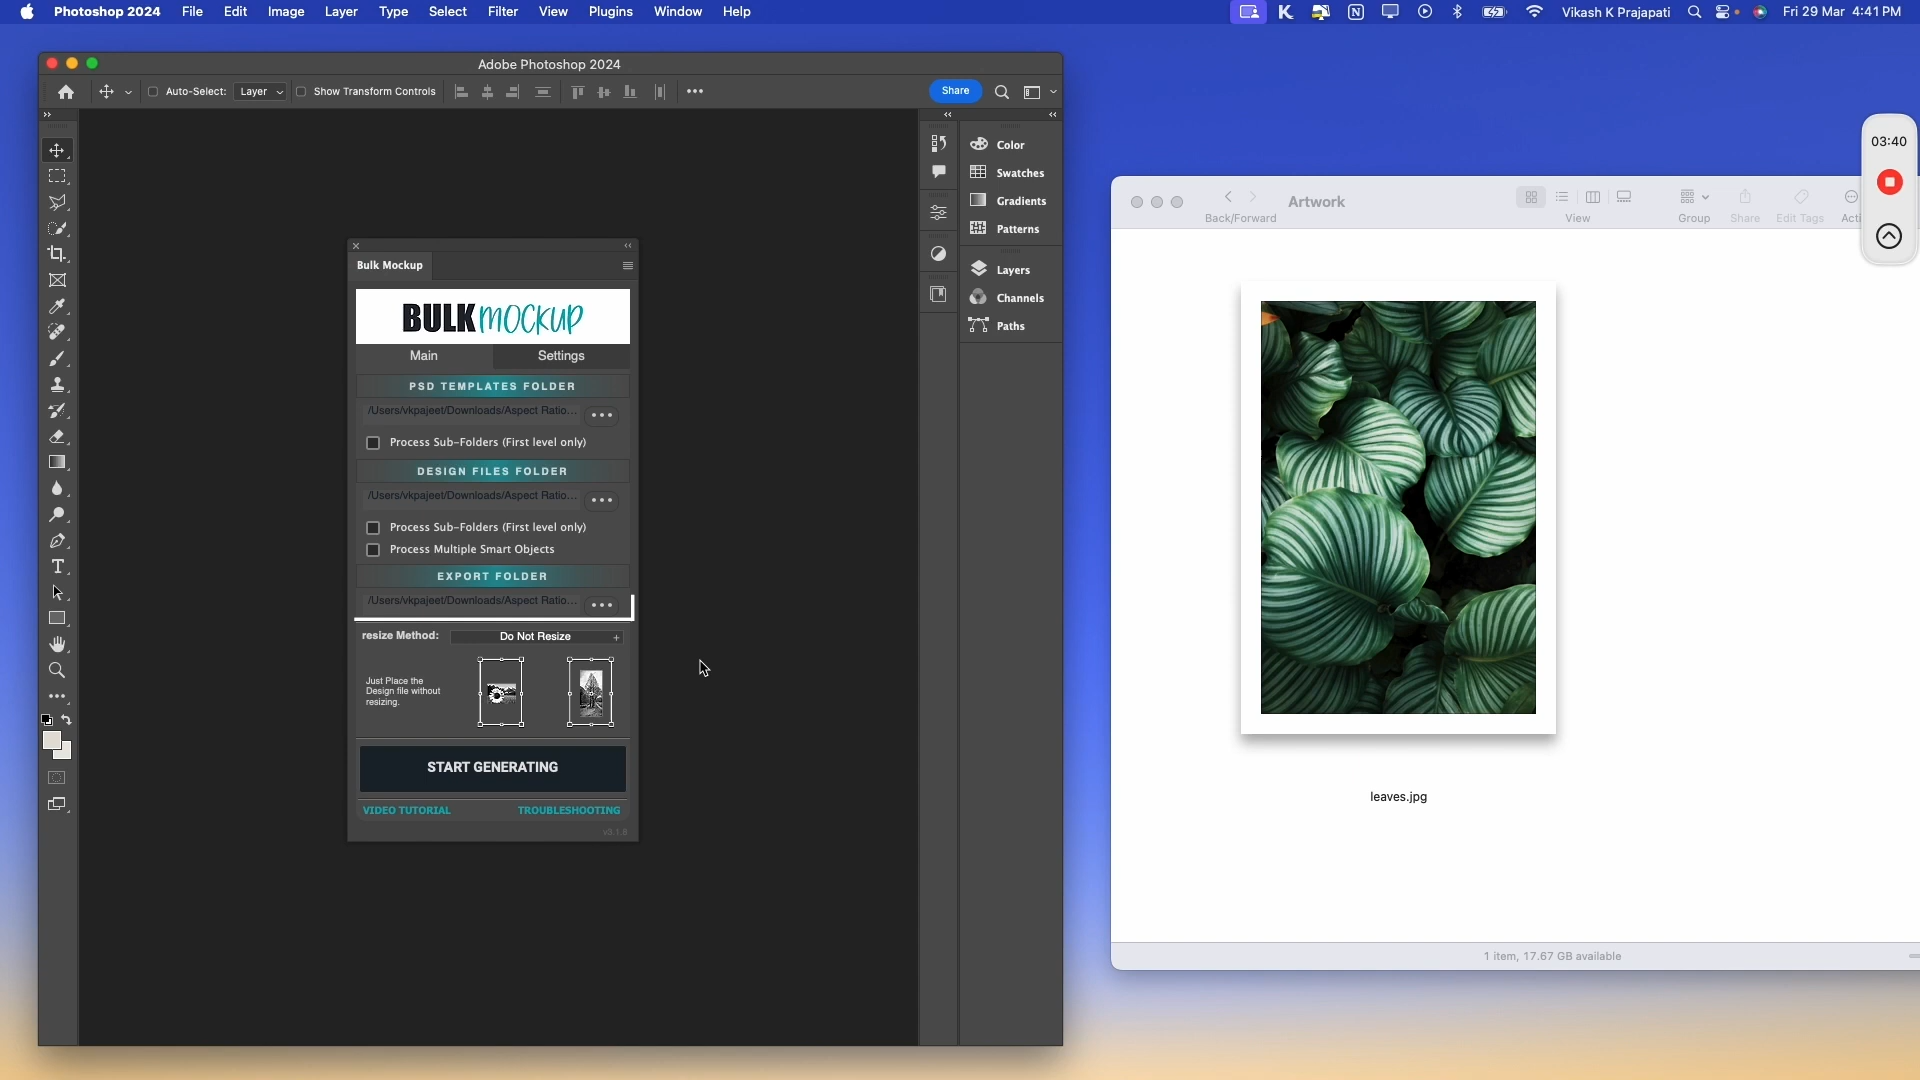 Photoshop 2024 File Edit Image Layer Type Select Filter View Plugins Window Help
Vikash K Prajapati Fri 29 Mar 4:41 PM
Adobe Photoshop 2024
Auto-Select: Layer Show Transform Controls Share
Color
Swatches
Gradients
Patterns
Layers
Channels
Paths
Bulk Mockup
BULK MOCKUP
Main Settings
PSD TEMPLATES FOLDER
/Users/vkpajeet/Downloads/Aspect Ratio...
Process Sub-Folders (First level only)
DESIGN FILES FOLDER
/Users/vkpajeet/Downloads/Aspect Ratio...
Process Sub-Folders (First level only)
Process Multiple Smart Objects
EXPORT FOLDER
/Users/vkpajeet/Downloads/Aspect Ratio...
resize Method: Do Not Resize +
Just Place the
Design file without
resizing.
START GENERATING
VIDEO TUTORIAL TROUBLESHOOTING
v3.1.6
03:40
Artwork
Back/Forward View Group Share Edit Tags Acti
leaves.jpg
1 item, 17.67 GB available